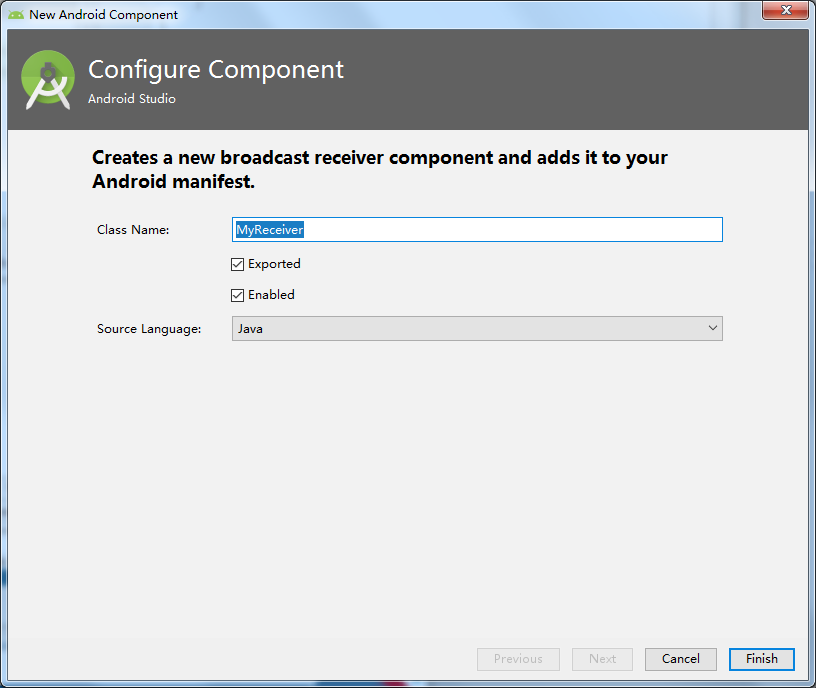 New Android Component
Configure Component
Android Studio
Creates a new broadcast receiver component and adds it to your
Android manifest.
Class Name:
MyReceiver
Exported
Enabled
Source Language:
Java
Previous
Next
Cancel
Finish